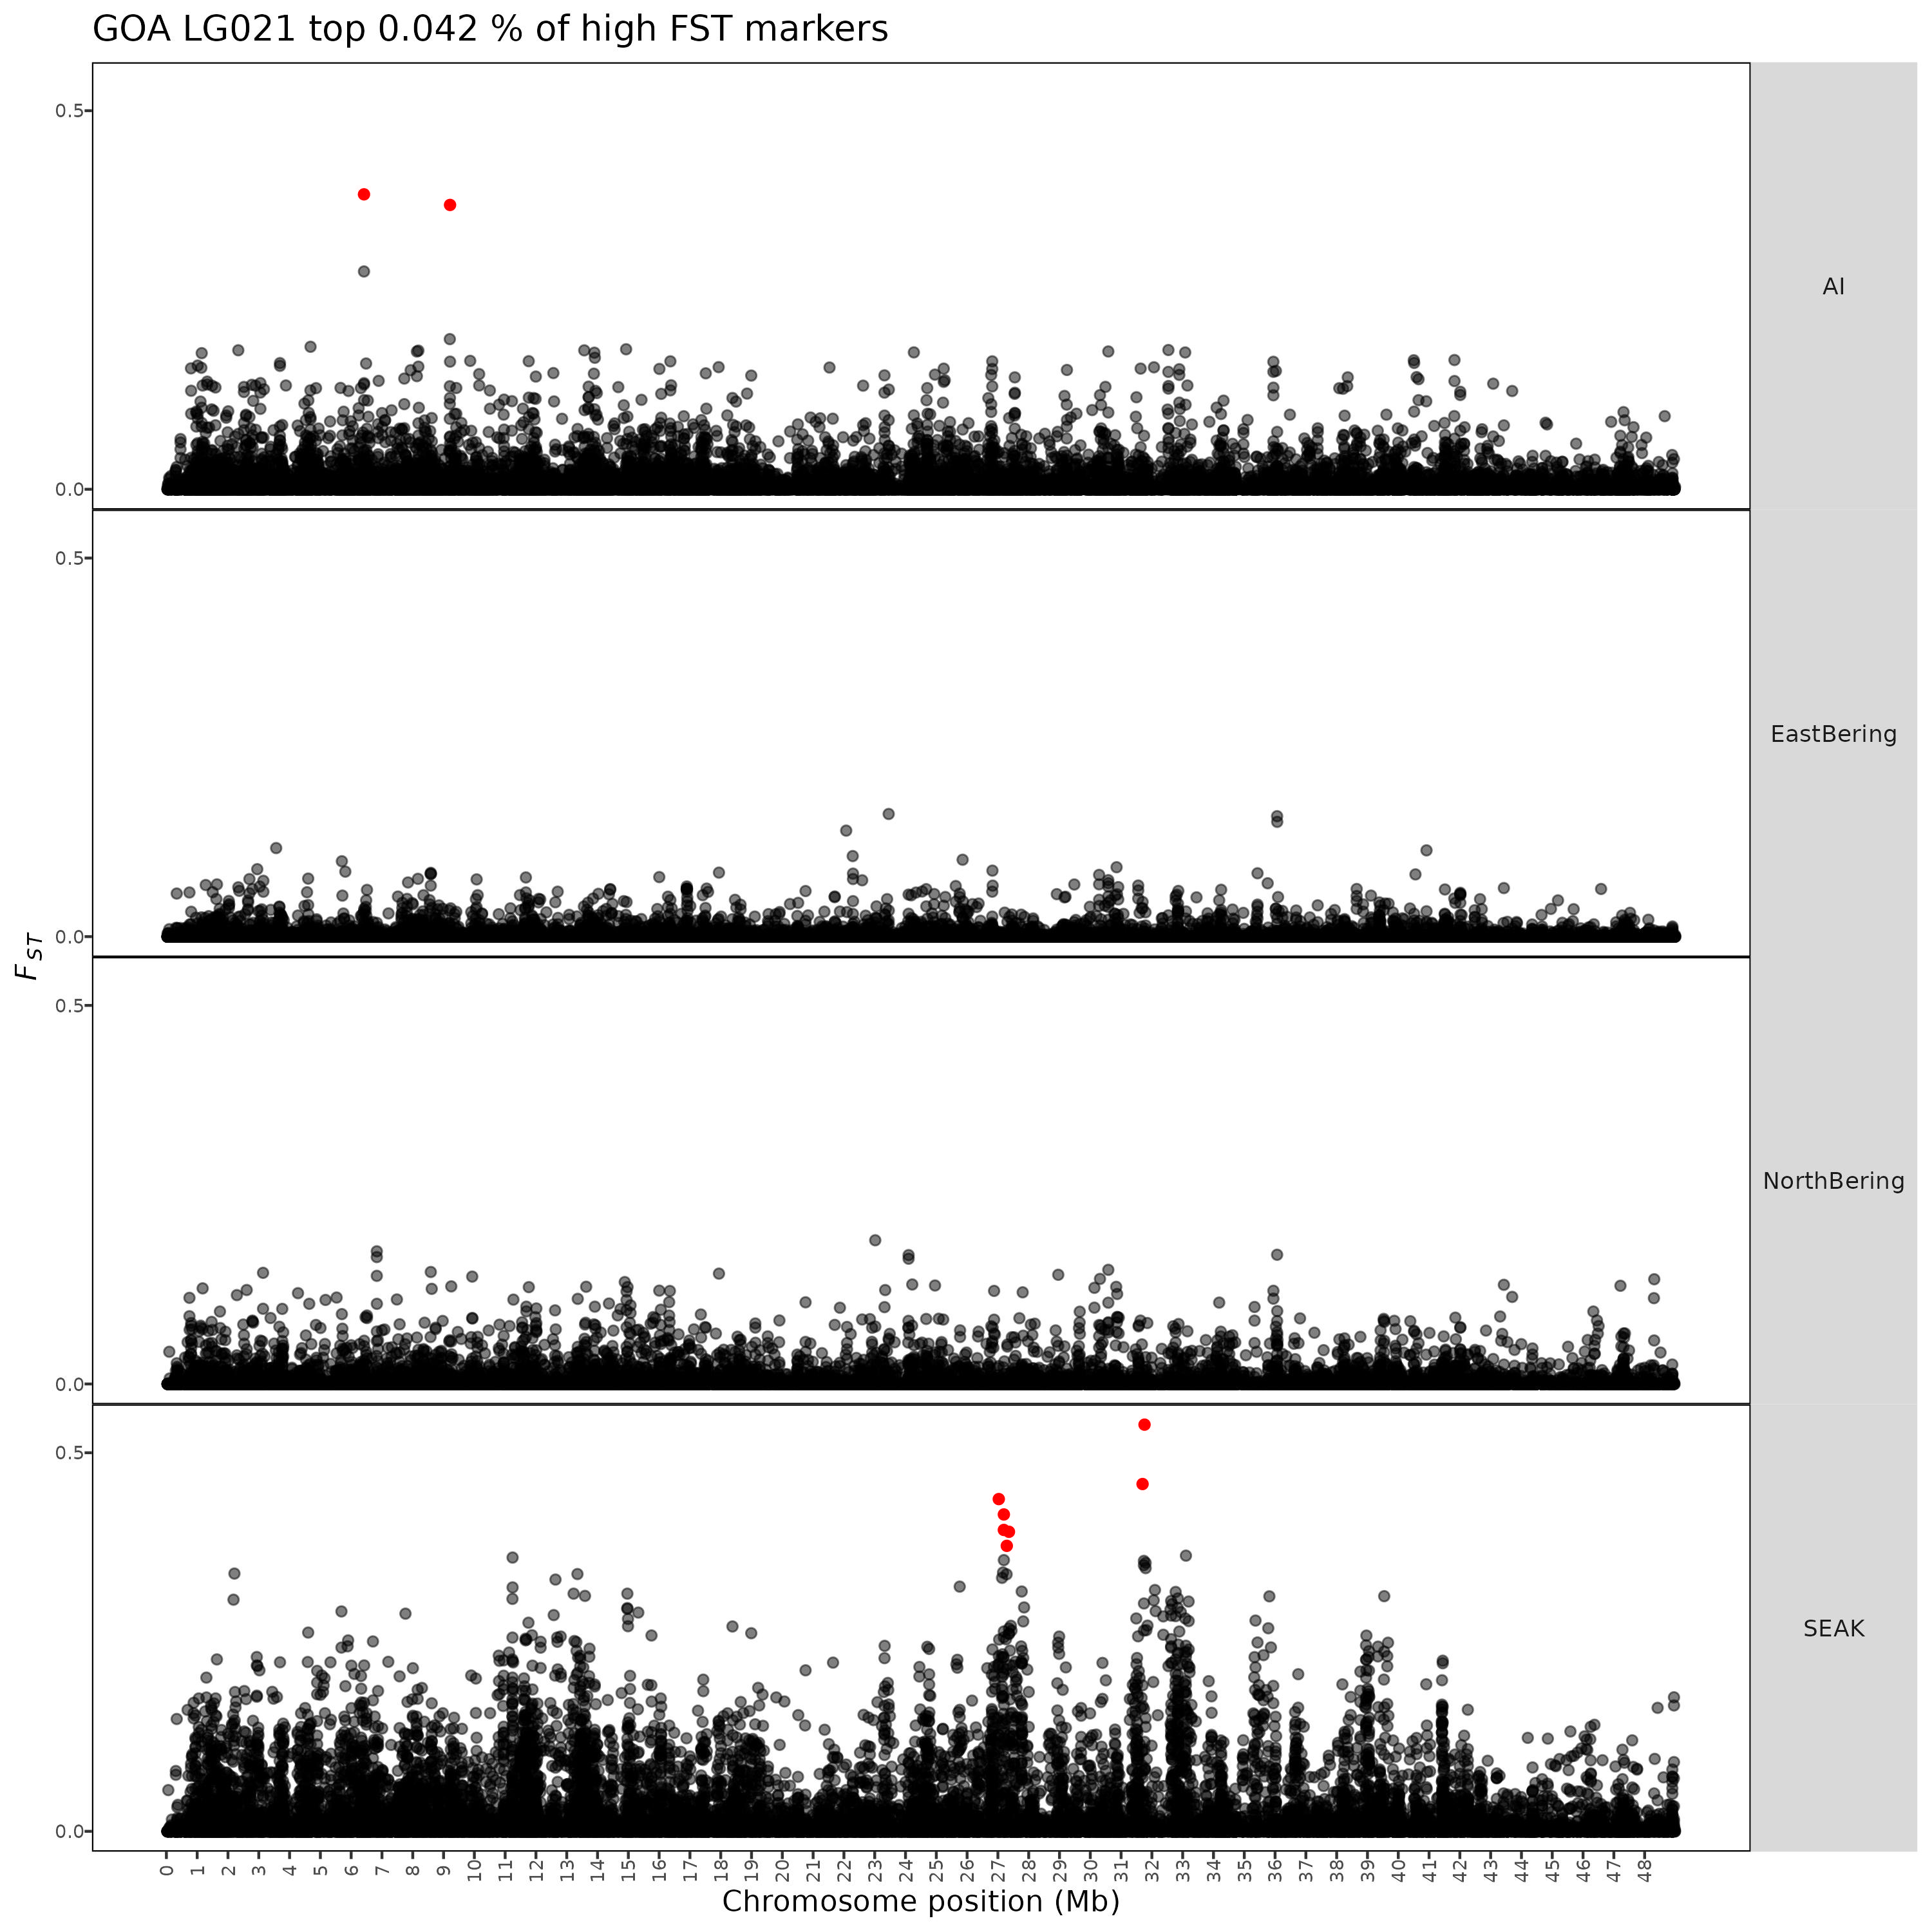 GOA LG021 top 0.042 % of high FST markers
0.5
0.0
AI
0.5
0.0
EastBering
0.5
0.0
NorthBering
0.5
0.0
SEAK
F ST
0 1 2 3 4 5 6 7 8 9 10 11 12 13 14 15 16 17 18 19 20 21 22 23 24 25 26 27 28 29 30 31 32 33 34 35 36 37 38 39 40 41 42 43 44 45 46 47 48
Chromosome position (Mb)